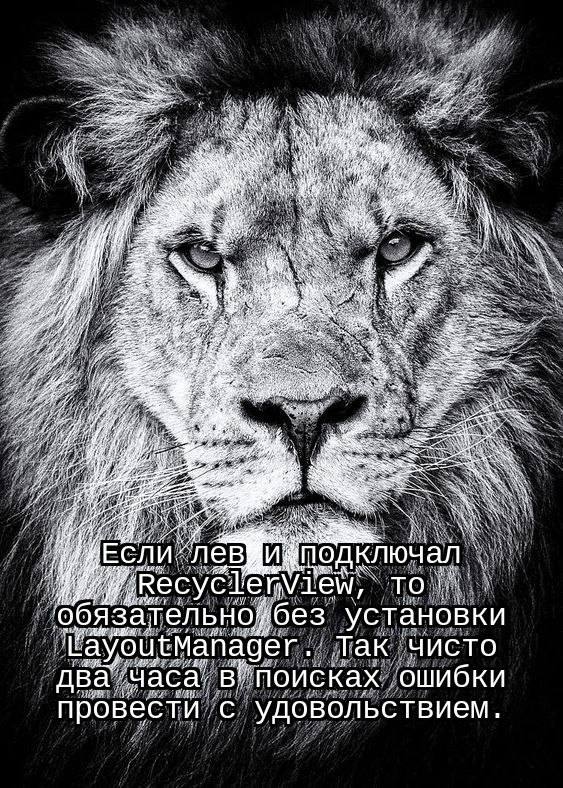 Если лев и подключал
RecyclerView, то
обязательно без установки
LayoutManager. Так чисто
два часа в поисках ошибки
провести с удовольствием.